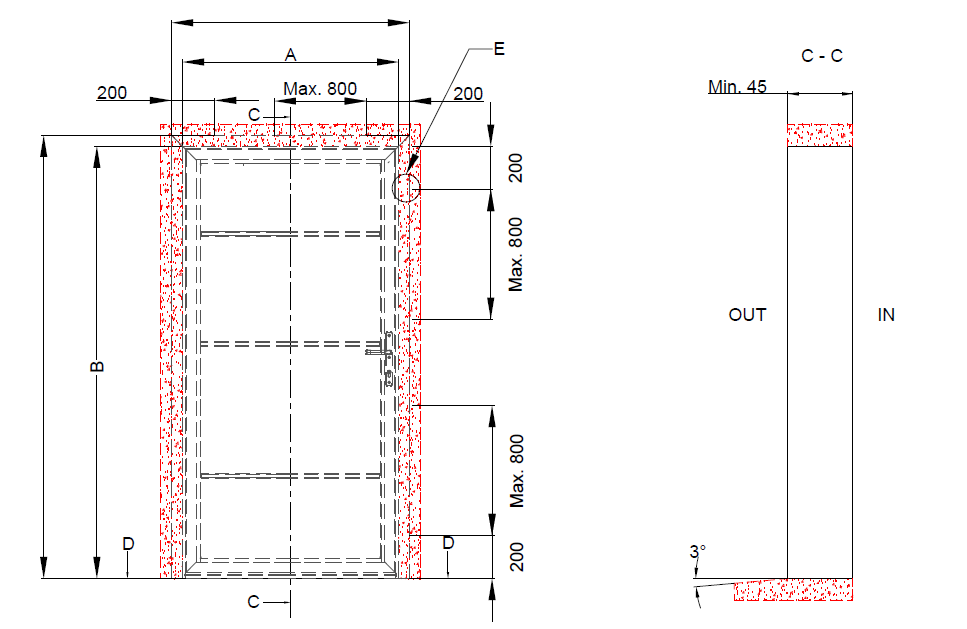 E
C - C
A
200
Max. 800
200
Min. 45
C
200
Max. 800
OUT
IN
B
Max. 800
D
D
3°
200
C